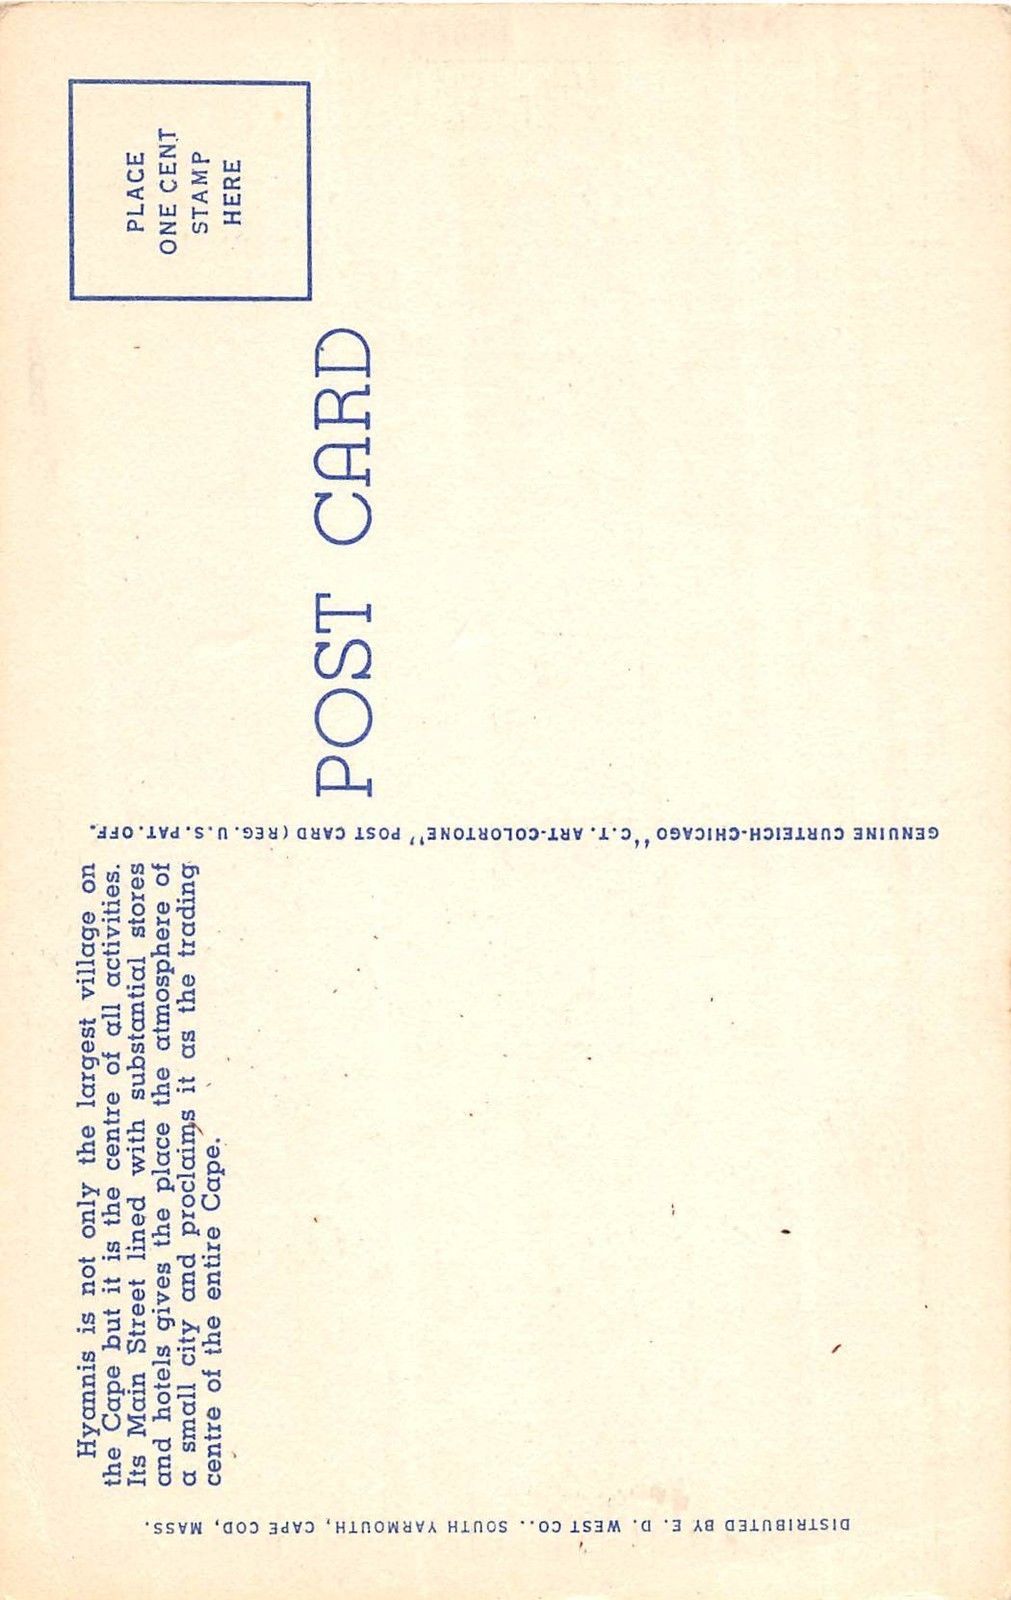 Hyannis is not only the largest village on
the Cape but it is the centre of all activities.
Its Main Street lined with substantial stores
and hotels gives the place the atmosphere of
a small city and proclaims it as the trading
centre of the entire Cape.
POST CARD
PLACE
ONE CENT
STAMP
HERE
GENUINE CURTEICH-CHICAGO "C.T. ART-COLORTONE" POST CARD (REG. U.S. PAT. OFF.
DISTRIBUTED BY E. D. WEST CO.. SOUTH YARMOUTH, CAPE COD, MASS.